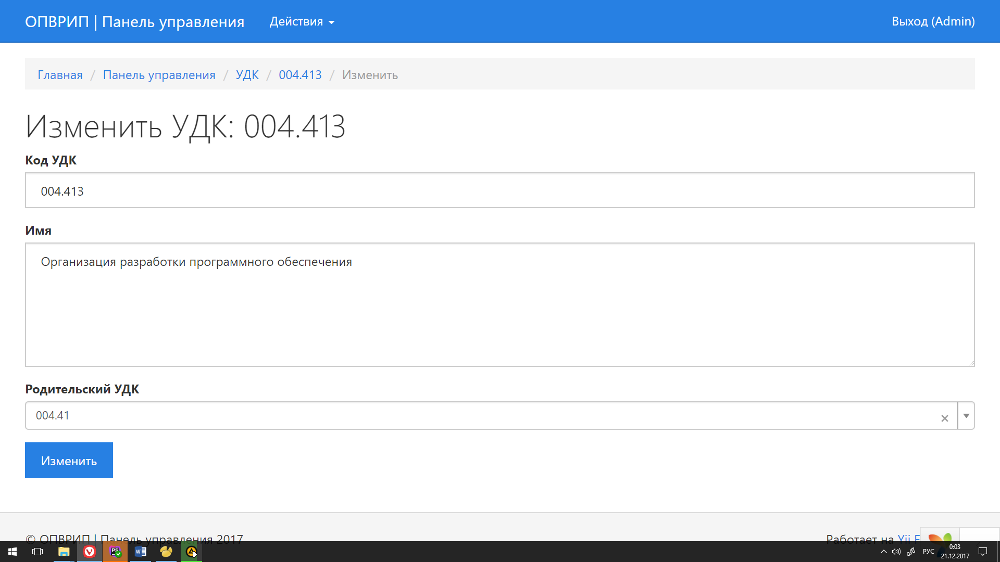 ОПВРИП | Панель управления Действия Выход (Admin)
Главная / Панель управления / УДК / 004.413 / Изменить
Изменить УДК: 004.413
Код УДК
004.413
Имя
Организация разработки программного обеспечения
Родительский УДК
004.41
Изменить
© ОПВРИП | Панель управления 2017 Работает на Yii F
РУС 0:03
21.12.2017